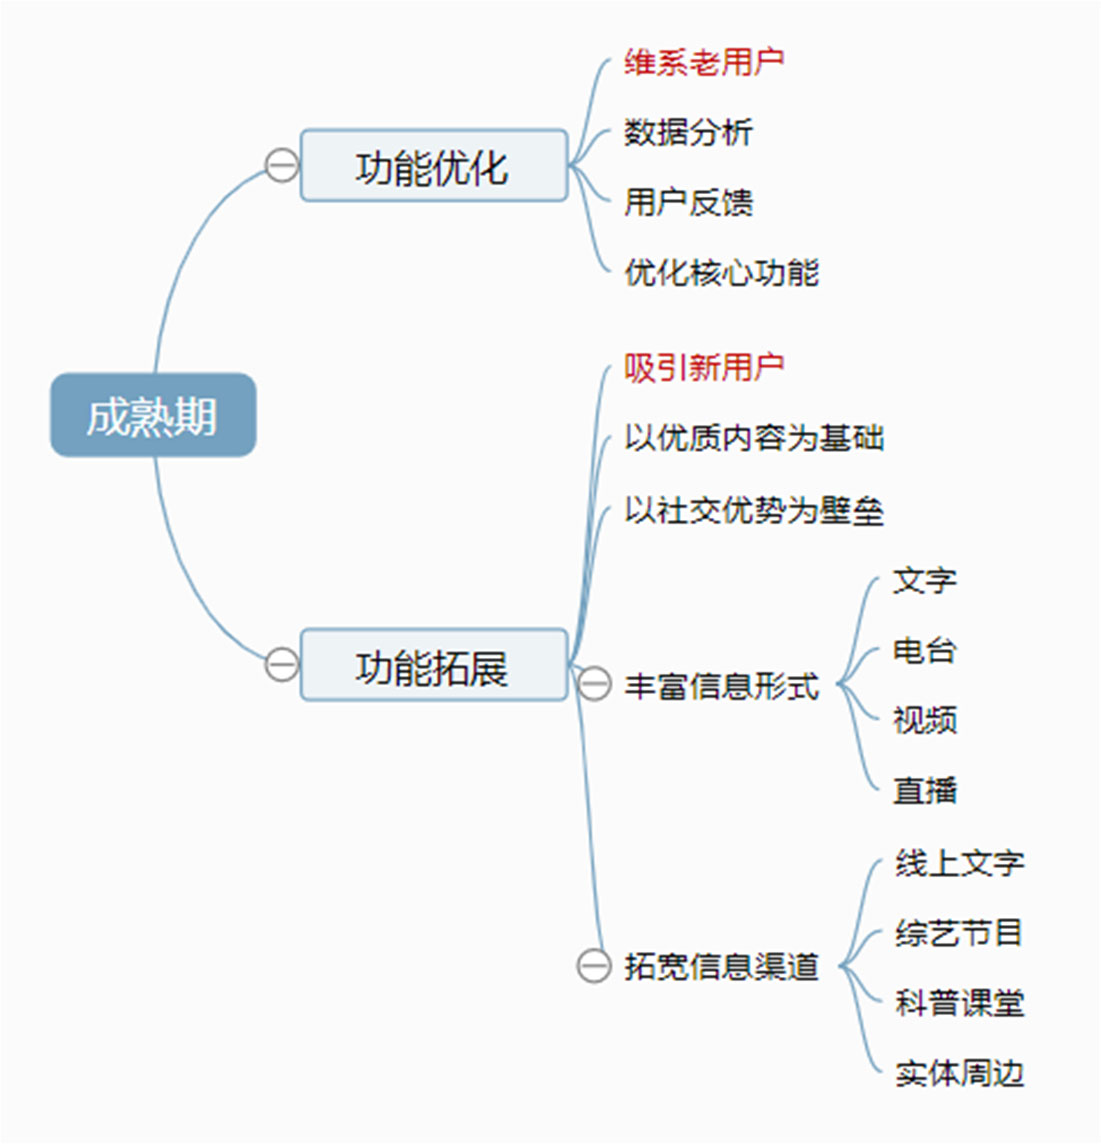 成熟期
功能优化
维系老用户
数据分析
用户反馈
优化核心功能
功能拓展
吸引新用户
以优质内容为基础
以社交优势为壁垒
丰富信息形式
文字
电台
视频
直播
拓宽信息渠道
线上文字
综艺节目
科普课堂
实体周边